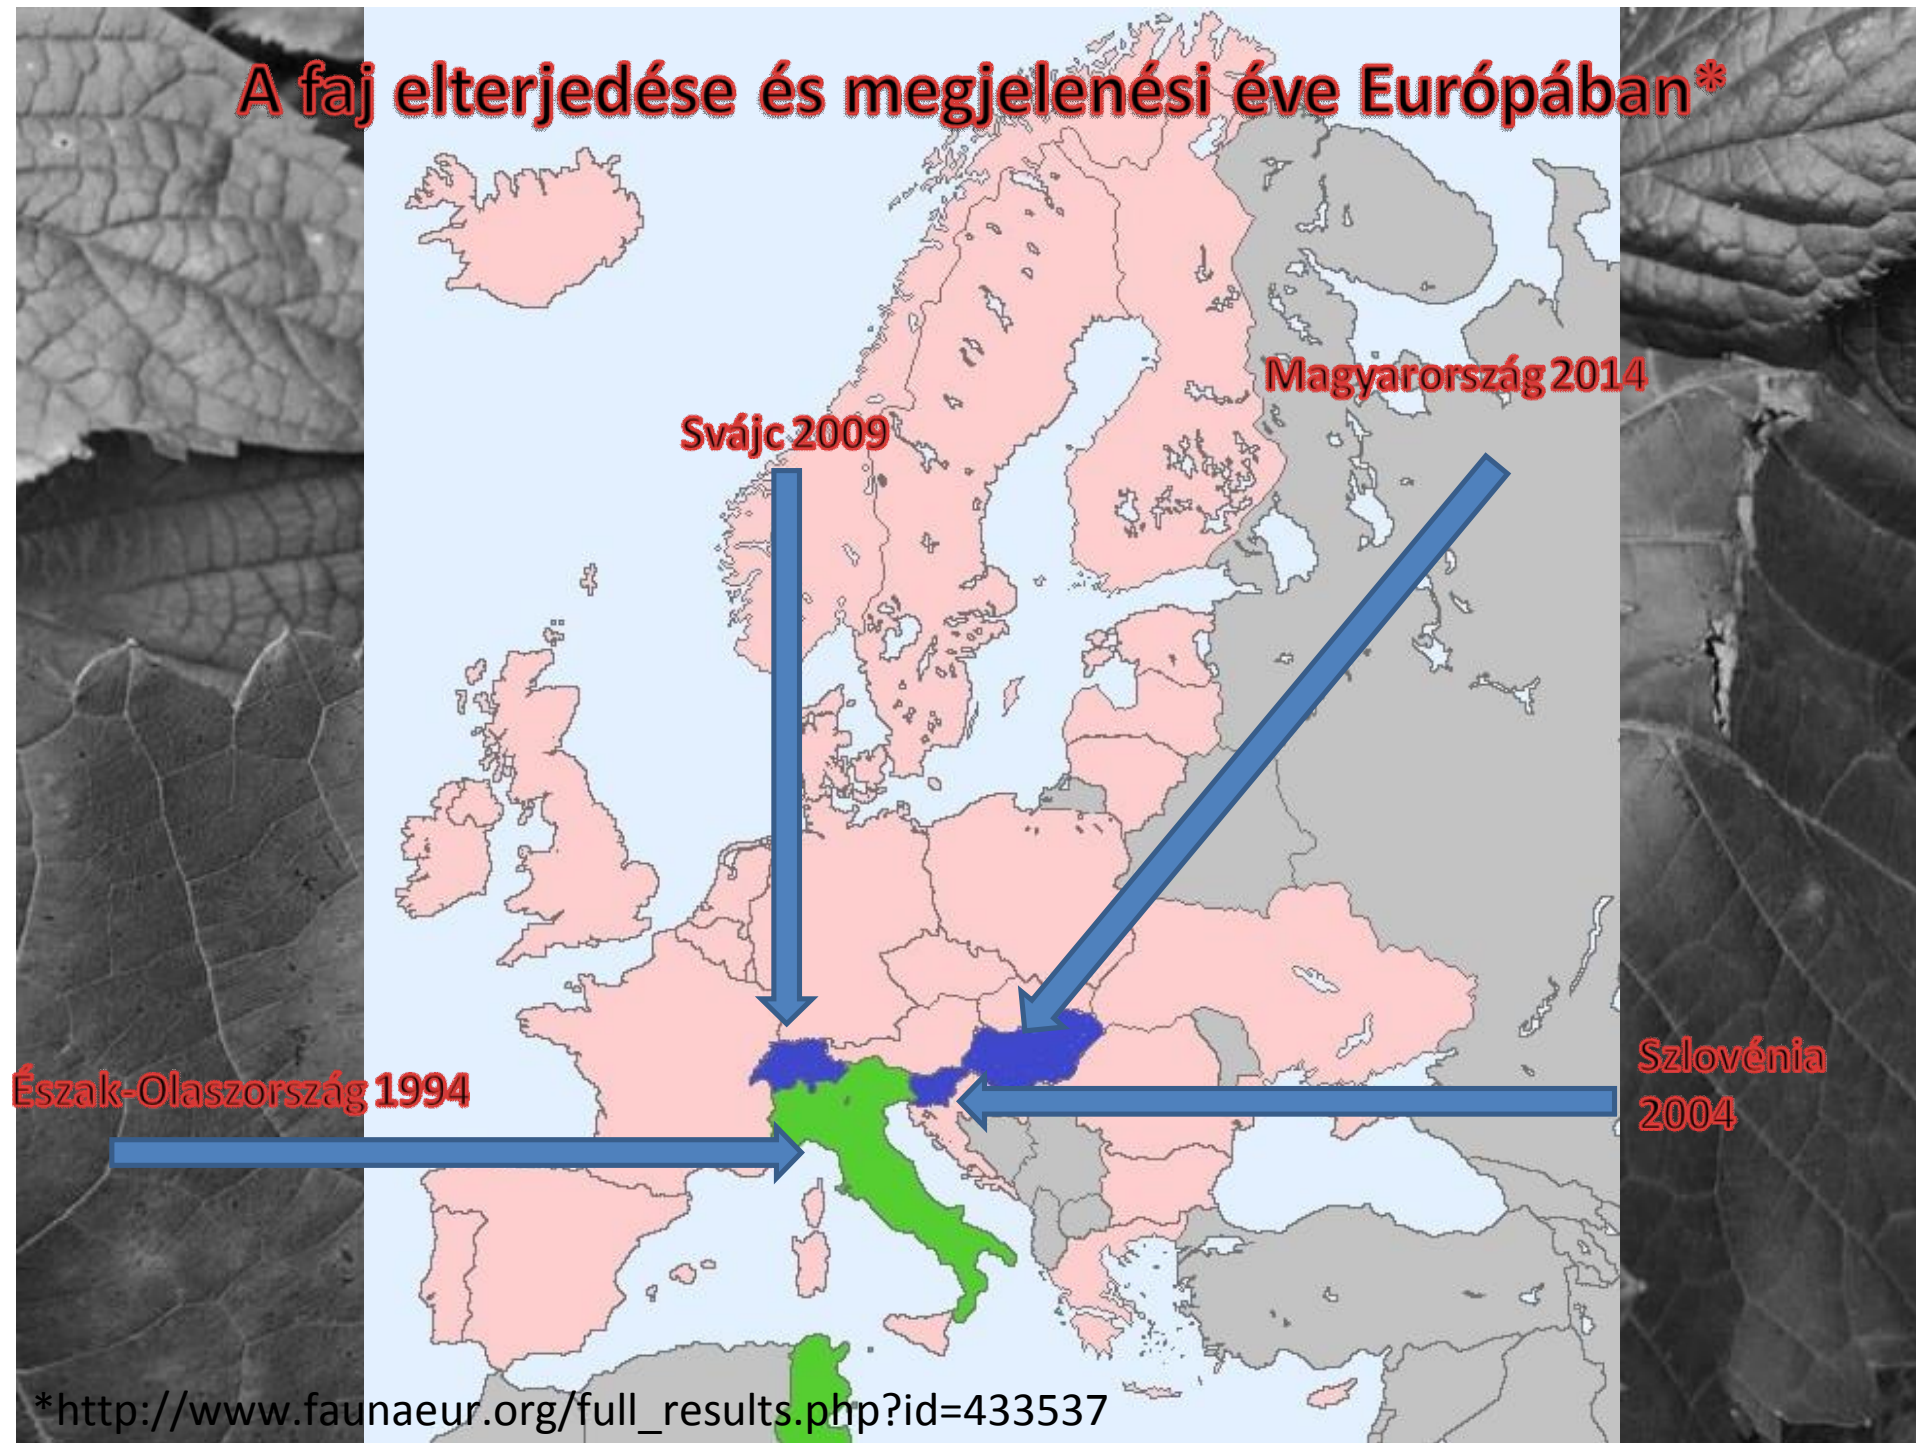 A faj elterjedése és megjelenési éve Európában*
Magyarország 2014
Svájc 2009
Szlovénia
2004
Észak-Olaszország 1994
*http://www.faunaeur.org/full_results.php?id=433537